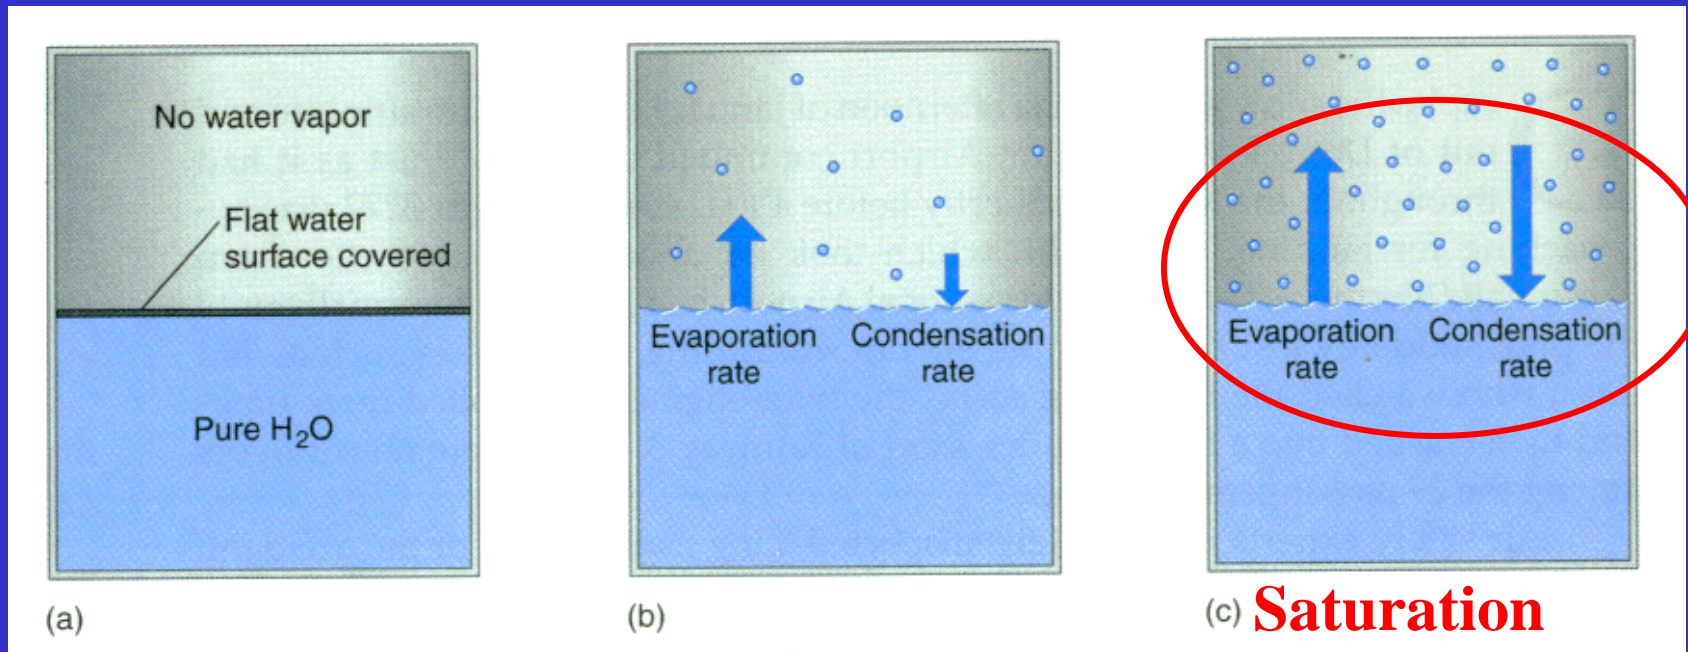 No water vapor
Flat water
surface covered
Pure H₂O
(a)
Evaporation
rate
Condensation
rate
(b)
Evaporation
rate
Condensation
rate
(c) Saturation